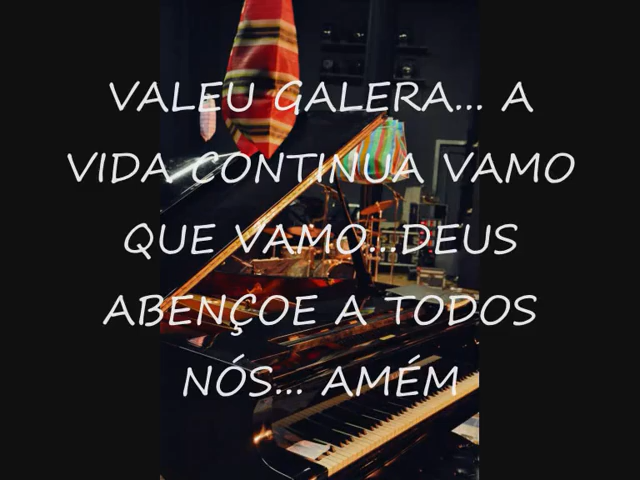 VALEU GALERA... A
VIDA CONTINUA VAMO
QUE VAMO...DEUS
ABENÇOE A TODOS
NÓS... AMÉM